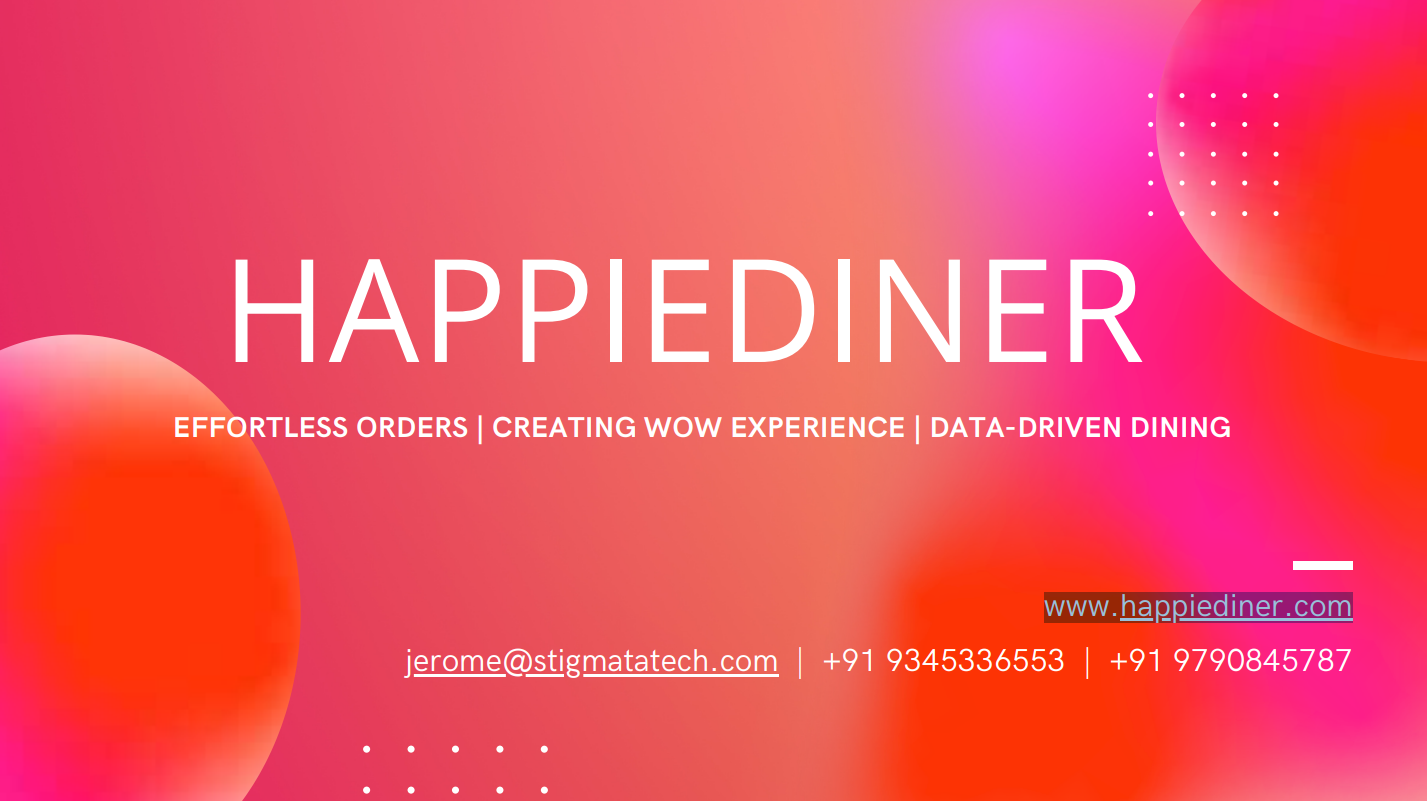 HAPPIEDINER
EFFORTLESS ORDERS | CREATING WOW EXPERIENCE | DATA-DRIVEN DINING
www.happiediner.com
jerome@stigmatatech.com | +91 9345336553 | +91 9790845787